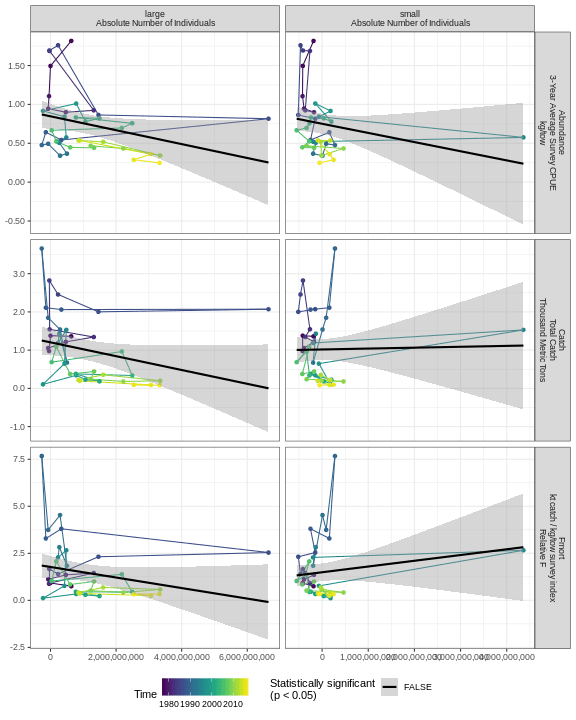 large
Absolute Number of Individuals
small
Absolute Number of Individuals
1.50
1.00
0.50
0.00
-0.50
Abundance
3-Year Average Survey CPUE
kg/tow
3.0
2.0
1.0
0.0
-1.0
Catch
Total Catch
Thousand Metric Tons
7.5
5.0
2.5
0.0
-2.5
Fmort
kt catch / kg/tow survey index
Relative F
0 2,000,000,000 4,000,000,000 6,000,000,000
0 1,000,000,000 2,000,000,000 3,000,000,000 4,000,000,000
Time
1980 1990 2000 2010
Statistically significant
(p < 0.05)
FALSE